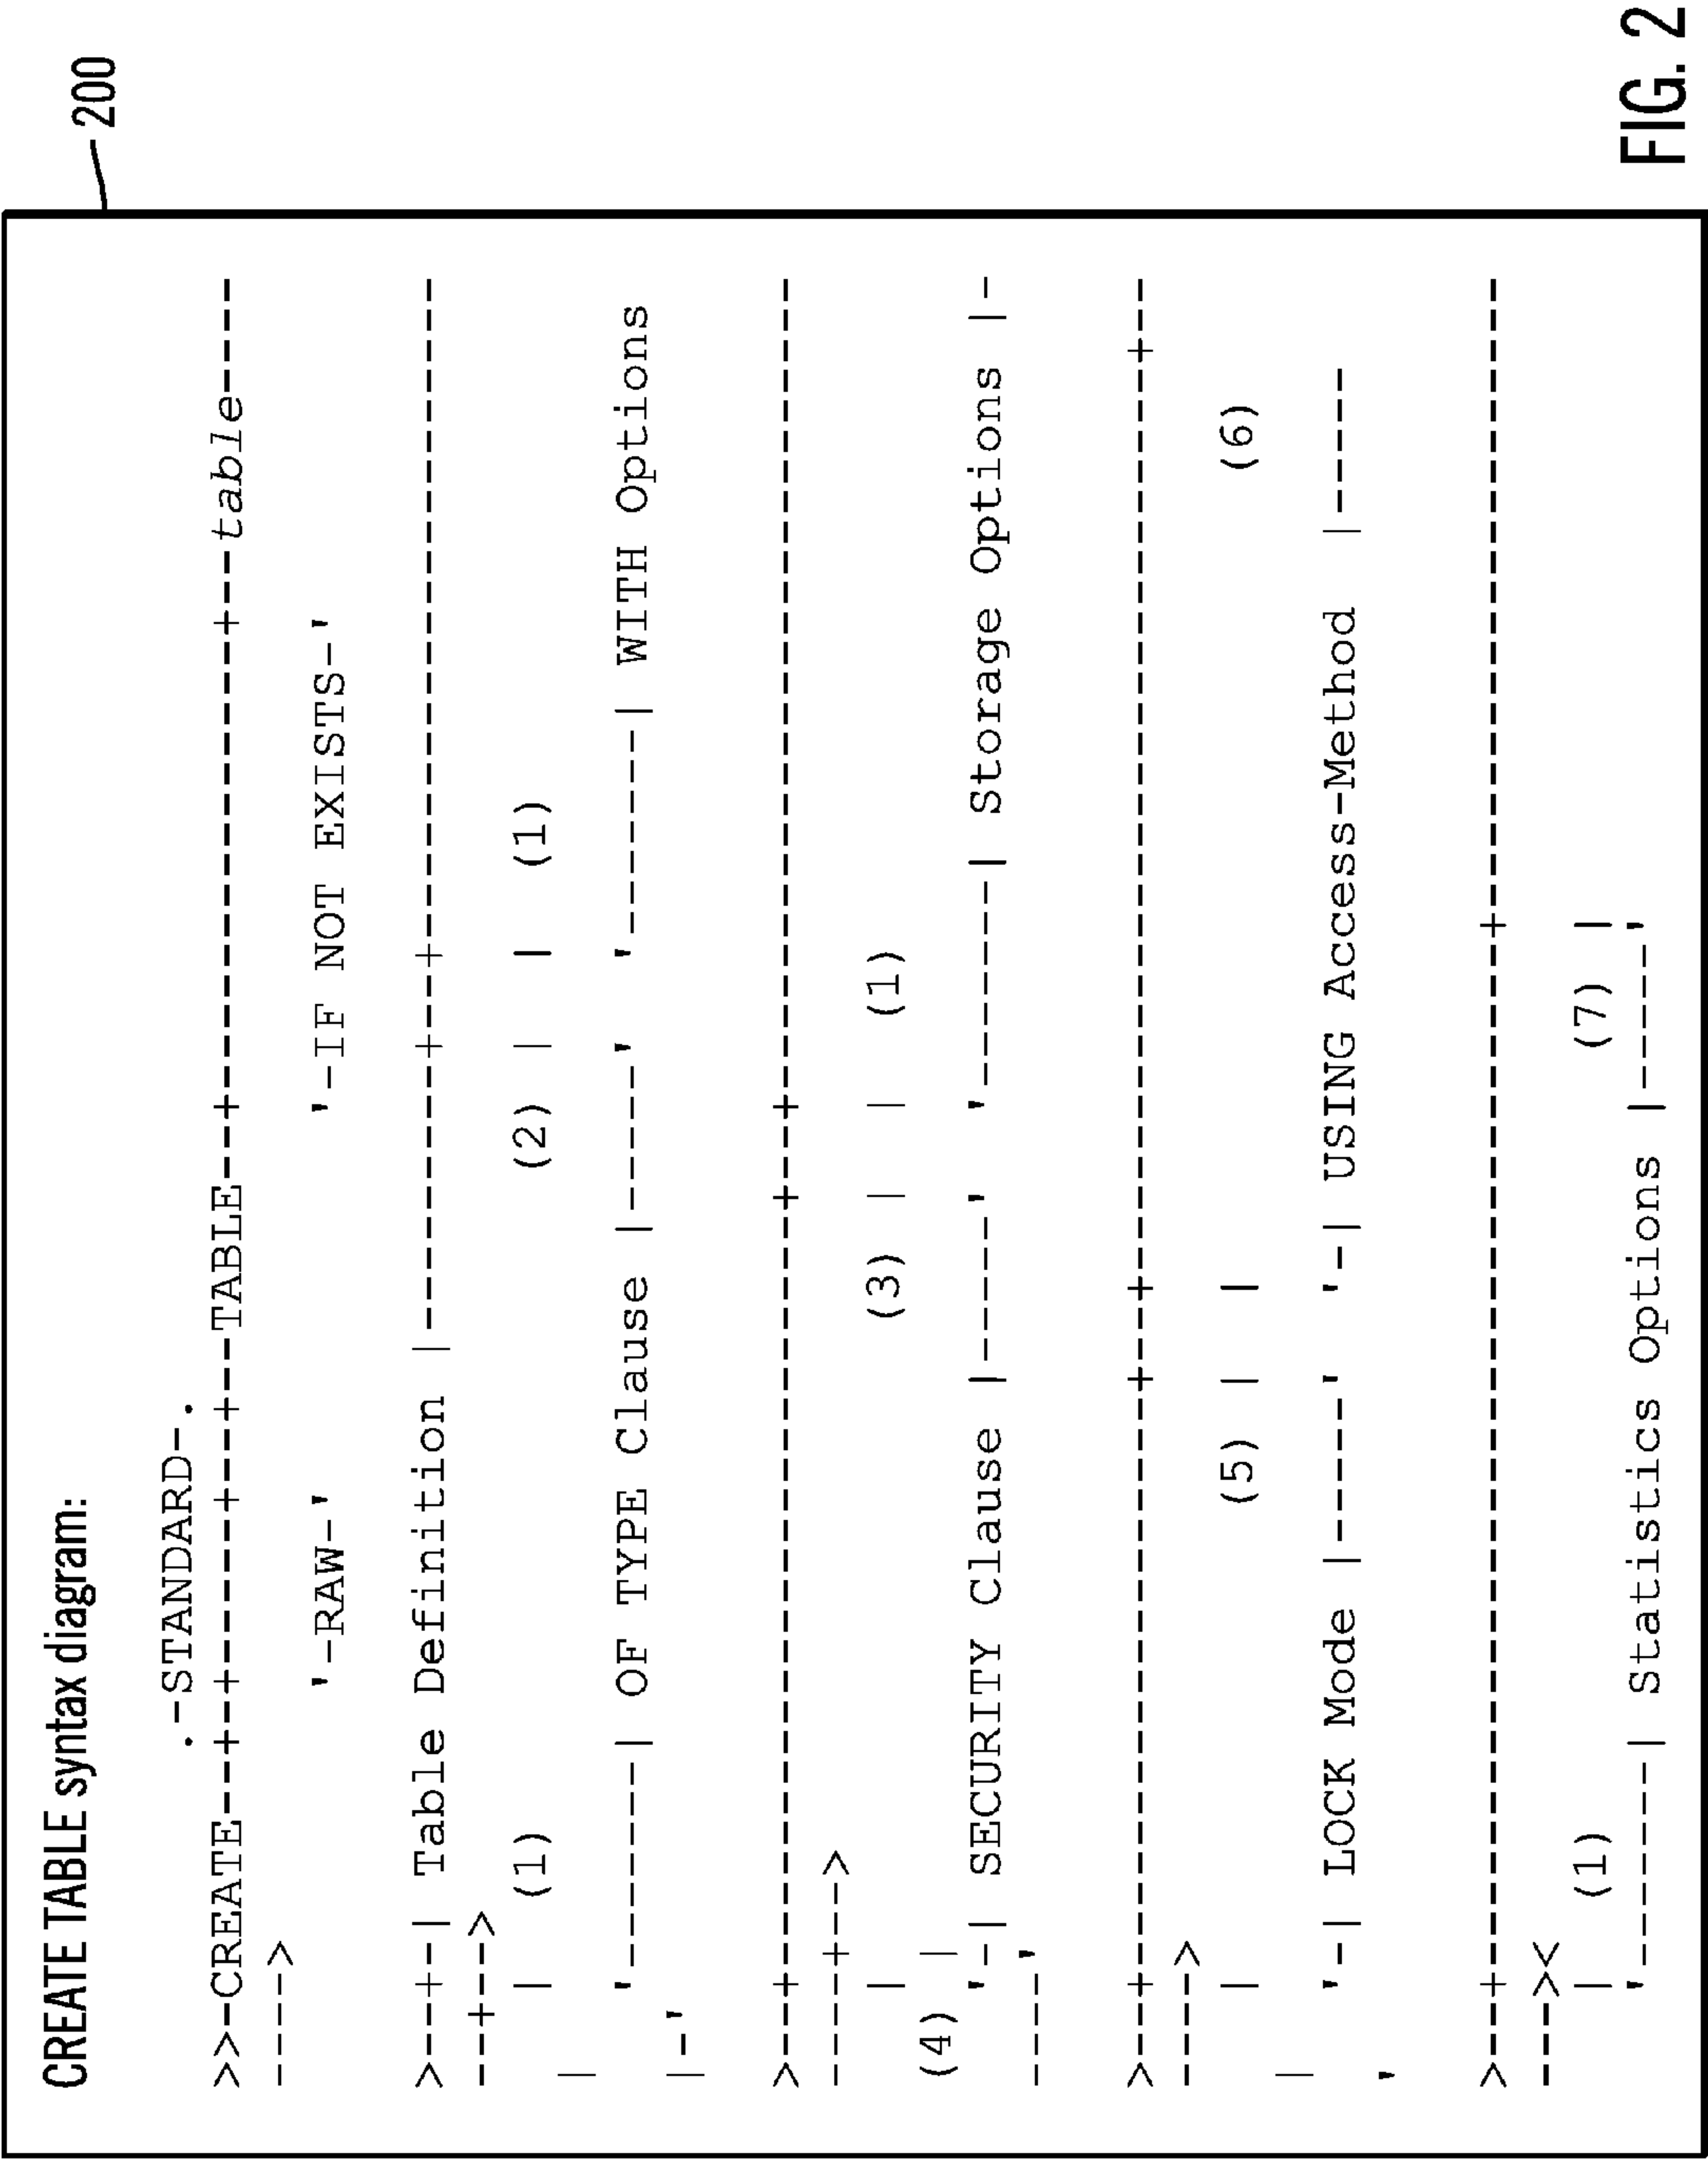 CREATE TABLE syntax diagram:
200
.-STANDARD-.
>>-CREATE--+-+-----+--+--TABLE--+---------------+--table----
---->
'-RAW-' '-IF NOT EXISTS-'
>--+-| Table Definition |---------+--+----------------------
--+-->
| (1) (2) | | (1)
|
'-------| OF TYPE Clause |-----' '-------| WITH Options
|-'
>--+-------------------------+--+---------------------------
----+-->
| (3) | | (1)
(4) |
'-| SECURITY Clause |-----' '-------| Storage Options |-
----'
>--+-------------------+--+------------------------------+--
---->
| (5) | | (6)
|
'-| LOCK Mode |-----' '-| USING Access-Method |-----
'
>--+----------------------------------+---------------------
---><
| (1) (7) |
'-------| Statistics Options |-----'
FIG. 2